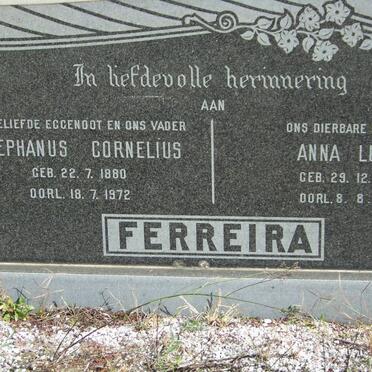 In liefdevolle herinnering
AAN
ELIEFDE EGGENOOT EN ONS VADER
EPHANUS CORNELIUS
GEB. 22. 7. 1880
OORL. 18. 7. 1972
ONS DIERBARE
ANNA LE
GEB. 29. 12.
OORL. 8. 8.
FERREIRA